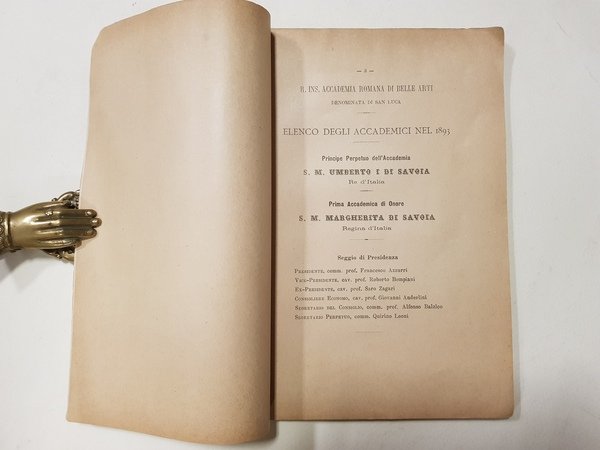 R. INS. ACCADEMIA ROMANA DI BELLE ARTI
DENOMINATA DI SAN LUCA
ELENCO DEGLI ACCADEMICI NEL 1893
Principe Perpetuo dell'Accademia
S. M. UMBERTO I DI SAVOIA
Re d'Italia
Prima Accademica di Onore
S. M. MARGHERITA DI SAVOIA
Regina d'Italia
Seggio di Presidenza
PRESIDENTE, comm. prof. Francesco Azzurri
VICE-PRESIDENTE, cav. prof. Roberto Bompiani
EX-PRESIDENTE, cav. prof. Saro Zagari
CONSIGLIERE ECONOMO, cav. prof. Giovanni Anderlini
SEGRETARIO DEL CONSIGLIO, comm. prof. Alfonso Balzico
SEGRETARIO PERPETUO, comm. Quirino Leoni